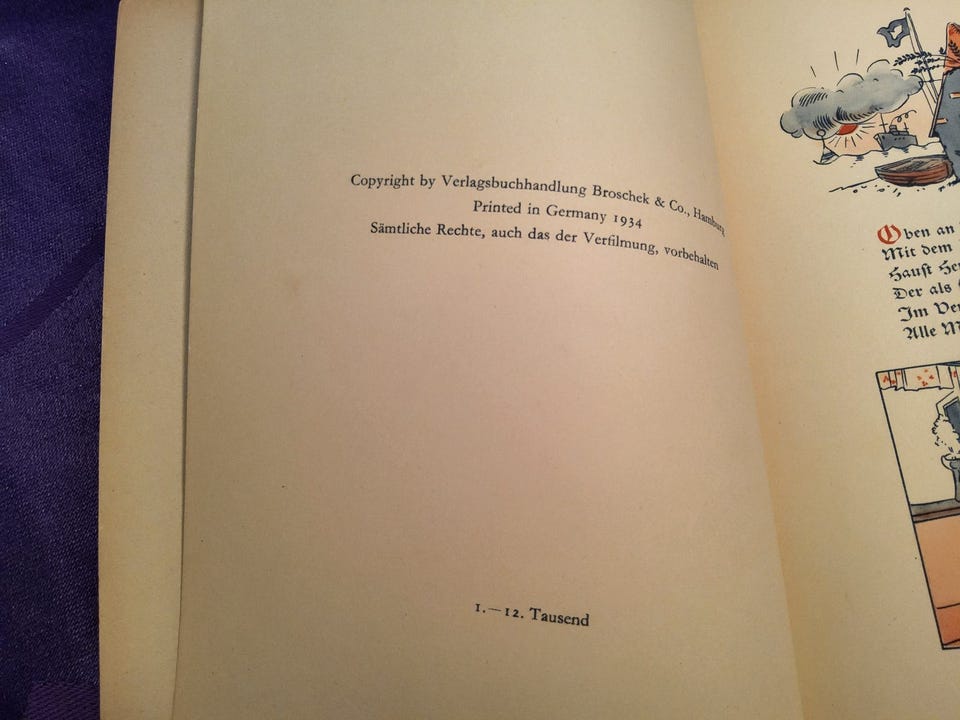 Copyright by Verlagsbuchhandlung Broschek & Co., Hamburg
Printed in Germany 1934
Sämtliche Rechte, auch das der Verfilmung, vorbehalten
1.—12. Tausend
Oben an
Mit dem
Haust
Der als
Im
Alle